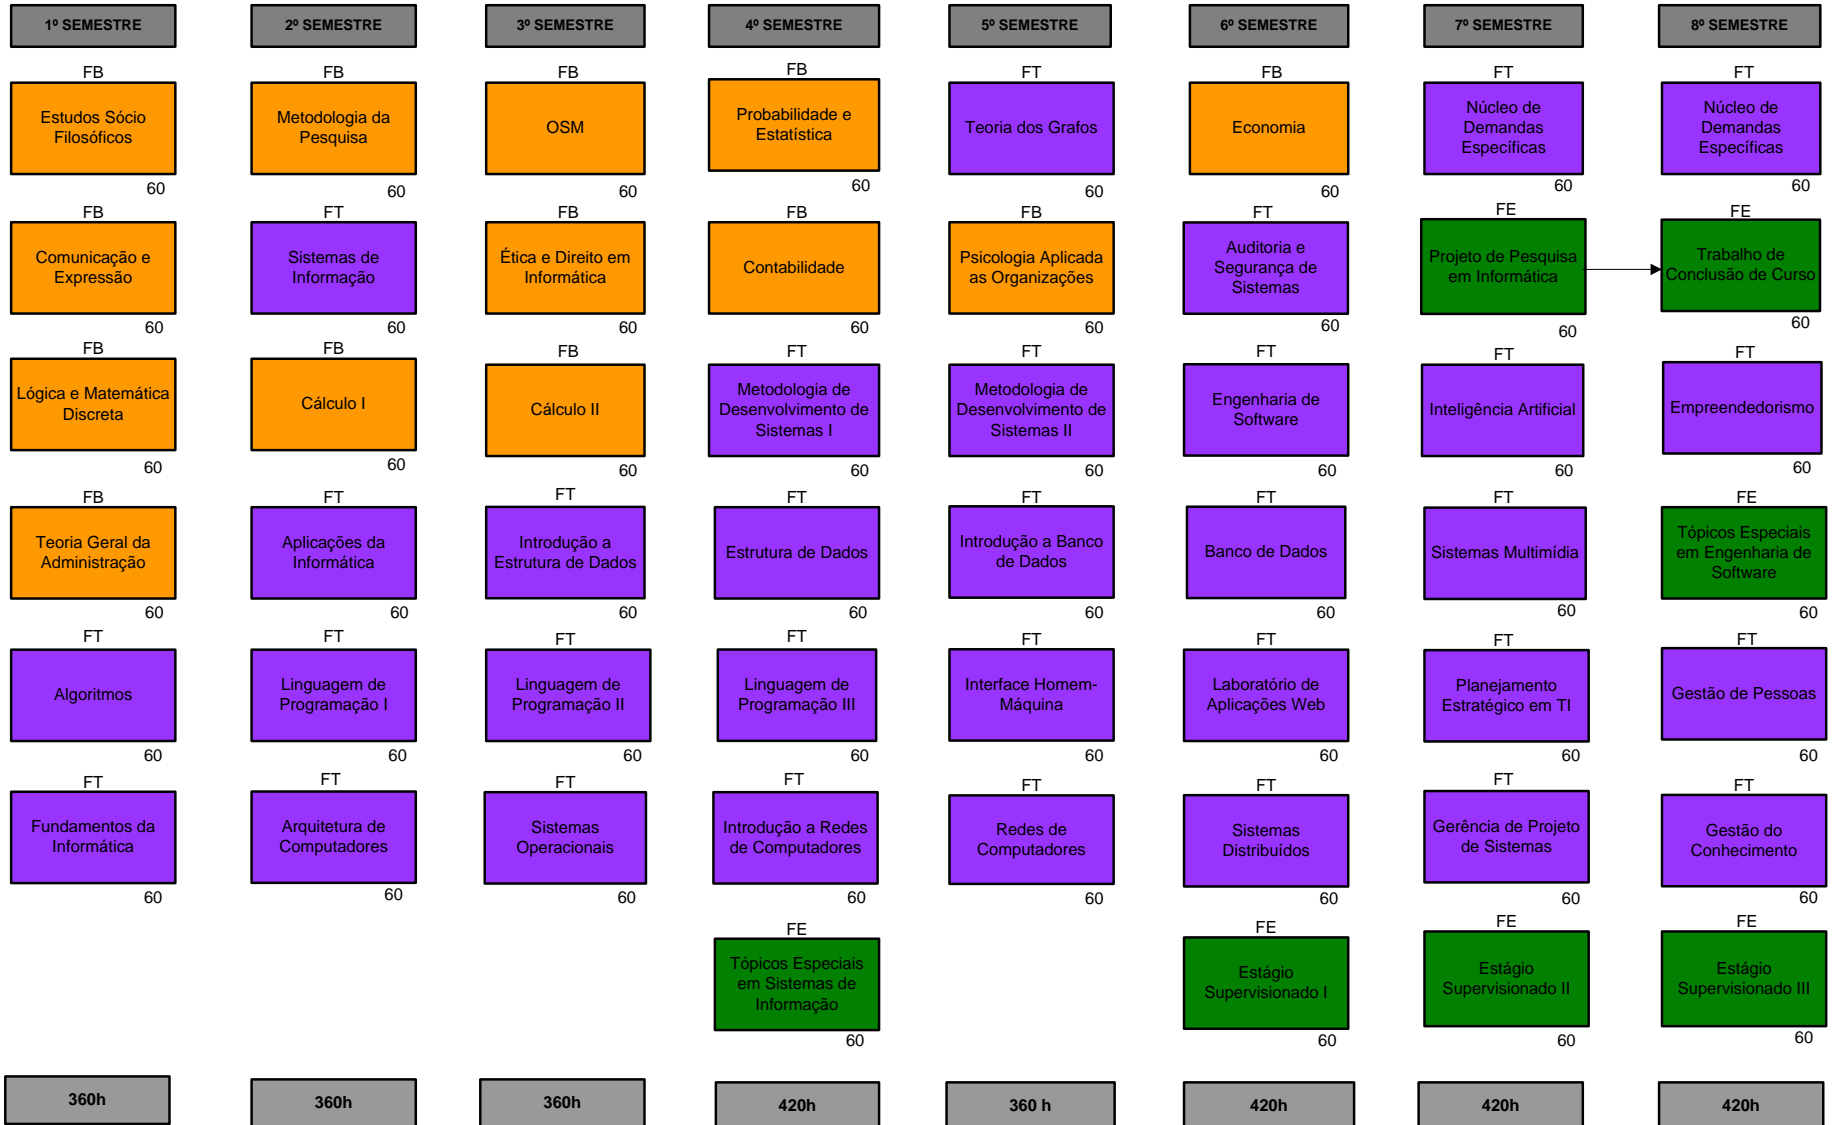 1º SEMESTRE
2º SEMESTRE
3º SEMESTRE
4º SEMESTRE
5º SEMESTRE
6º SEMESTRE
7º SEMESTRE
8º SEMESTRE
FB
Estudos Sócio
Filosóficos
60
FB
Metodologia da
Pesquisa
60
FB
OSM
60
FB
Probabilidade e
Estatística
60
FT
Teoria dos Grafos
60
FB
Economia
60
FT
Núcleo de
Demandas
Específicas
60
FT
Núcleo de
Demandas
Específicas
60
FB
Comunicação e
Expressão
60
FT
Sistemas de
Informação
60
FB
Ética e Direito em
Informática
60
FB
Contabilidade
60
FB
Psicologia Aplicada
as Organizações
60
FT
Auditoria e
Segurança de
Sistemas
60
FE
Projeto de Pesquisa
em Informática
60
FE
Trabalho de
Conclusão de Curso
60
FB
Lógica e Matemática
Discreta
60
FB
Cálculo I
60
FB
Cálculo II
60
FT
Metodologia de
Desenvolvimento de
Sistemas I
60
FT
Metodologia de
Desenvolvimento de
Sistemas II
60
FT
Engenharia de
Software
60
FT
Inteligência Artificial
60
FT
Empreendedorismo
60
FB
Teoria Geral da
Administração
60
FT
Aplicações da
Informática
60
FT
Introdução a
Estrutura de Dados
60
FT
Estrutura de Dados
60
FT
Introdução a Banco
de Dados
60
FT
Banco de Dados
60
FT
Sistemas Multimídia
60
FE
Tópicos Especiais
em Engenharia de
Software
60
FT
Algoritmos
60
FT
Linguagem de
Programação I
60
FT
Linguagem de
Programação II
60
FT
Linguagem de
Programação III
60
FT
Interface Homem-
Máquina
60
FT
Laboratório de
Aplicações Web
60
FT
Planejamento
Estratégico em TI
60
FT
Gestão de Pessoas
60
FT
Fundamentos da
Informática
60
FT
Arquitetura de
Computadores
60
FT
Sistemas
Operacionais
60
FT
Introdução a Redes
de Computadores
60
FT
Redes de
Computadores
60
FT
Sistemas
Distribuídos
60
FT
Gerência de Projeto
de Sistemas
60
FT
Gestão do
Conhecimento
60
FE
Tópicos Especiais
em Sistemas de
Informação
60
FE
Estágio
Supervisionado I
60
FE
Estágio
Supervisionado II
60
FE
Estágio
Supervisionado III
60
360h
360h
360h
420h
360 h
420h
420h
420h